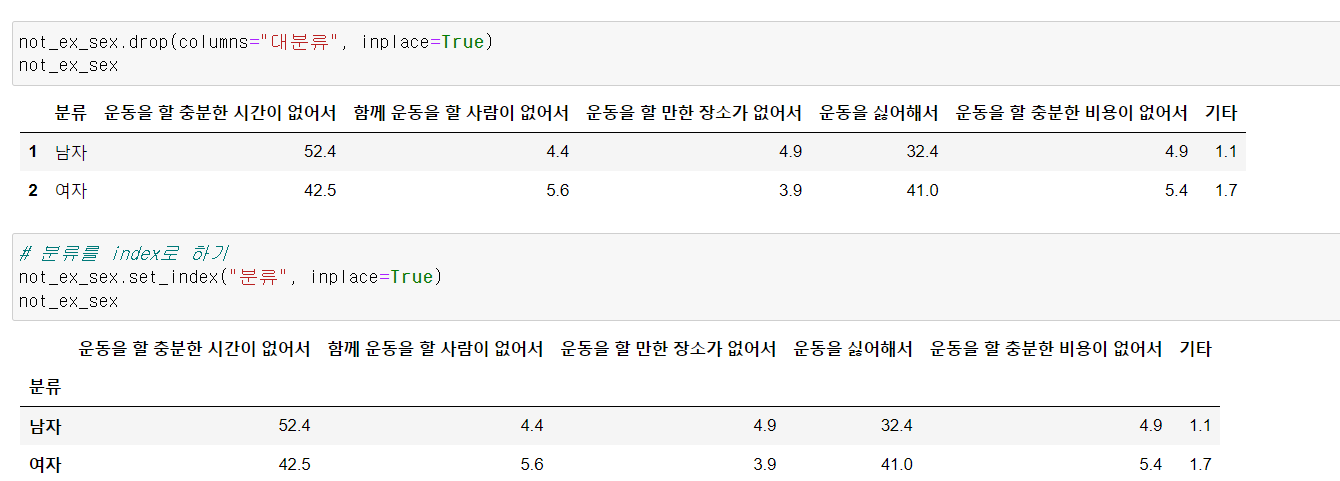 not_ex_sex.drop(columns="대분류", inplace=True)
not_ex_sex
분류 운동을 할 충분한 시간이 없어서 함께 운동을 할 사람이 없어서 운동을 할 만한 장소가 없어서 운동을 싫어해서 운동을 할 충분한 비용이 없어서 기타
1 남자 52.4 4.4 4.9 32.4 4.9 1.1
2 여자 42.5 5.6 3.9 41.0 5.4 1.7
# 분류를 index로 하기
not_ex_sex.set_index("분류", inplace=True)
not_ex_sex
운동을 할 충분한 시간이 없어서 함께 운동을 할 사람이 없어서 운동을 할 만한 장소가 없어서 운동을 싫어해서 운동을 할 충분한 비용이 없어서 기타
분류
남자 52.4 4.4 4.9 32.4 4.9 1.1
여자 42.5 5.6 3.9 41.0 5.4 1.7